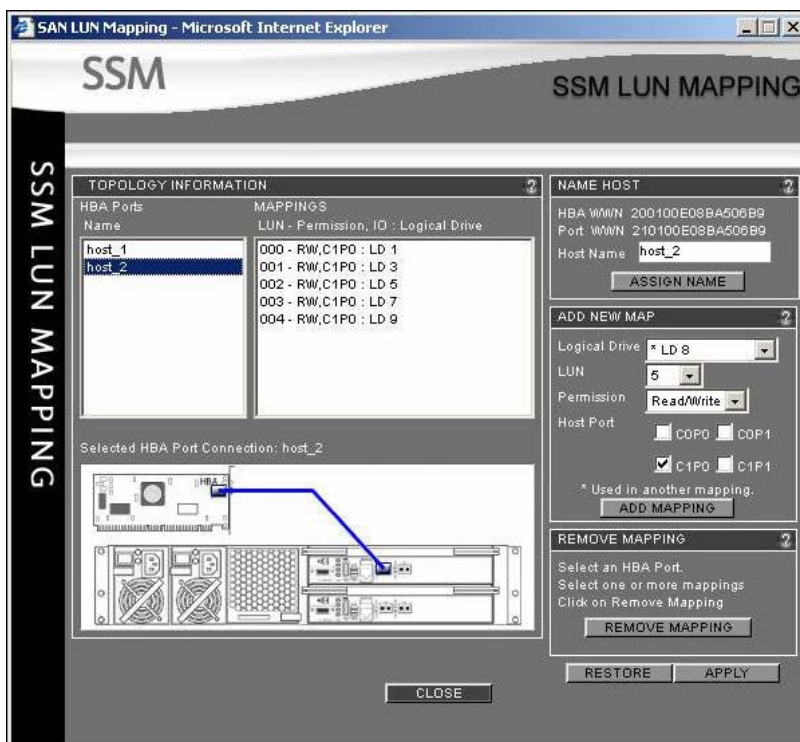 SAN LUN Mapping - Microsoft Internet Explorer
SSM
SSM LUN MAPPING
SSM LUN MAPPING
TOPOLOGY INFORMATION ?
HBA Ports
Name
host_1
host_2
MAPPINGS
LUN - Permission, IO : Logical Drive
000 - RW,C1P0 : LD 1
001 - RW,C1P0 : LD 3
002 - RW,C1P0 : LD 5
003 - RW,C1P0 : LD 7
004 - RW,C1P0 : LD 9
Selected HBA Port Connection: host_2
HBA
NAME HOST ?
HBA WWN 200100E08BA506B9
Port WWN 210100E08BA506B9
Host Name host_2
ASSIGN NAME
ADD NEW MAP ?
Logical Drive * LD 8
LUN 5
Permission Read/Write
Host Port
C0P0 C0P1
C1P0 C1P1
* Used in another mapping.
ADD MAPPING
REMOVE MAPPING ?
Select an HBA Port.
Select one or more mappings
Click on Remove Mapping
REMOVE MAPPING
RESTORE APPLY
CLOSE